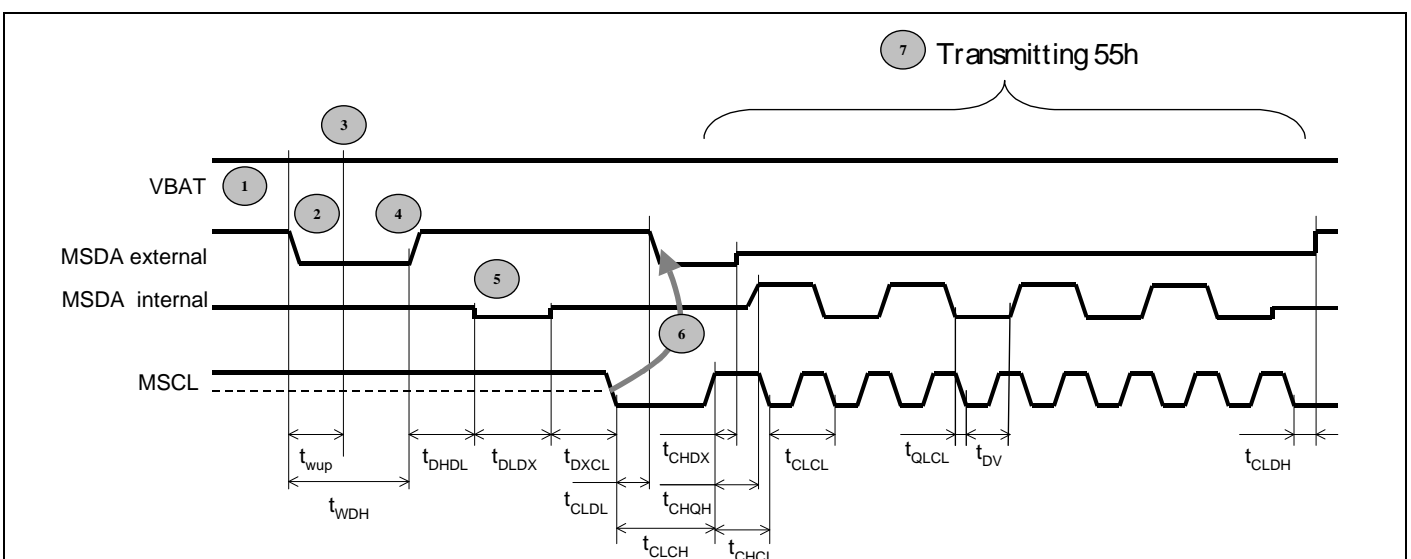 7 Transmitting 55h
3
VBAT 1
2 4
MSDA external
5
MSDA internal
6
MSCL
twup tDHDL tDLDX tDXCL tCHDX tCLCL tQLCL tDV tCLDH
tWDH tCLDL tCHQH
tCLCH tCHCL